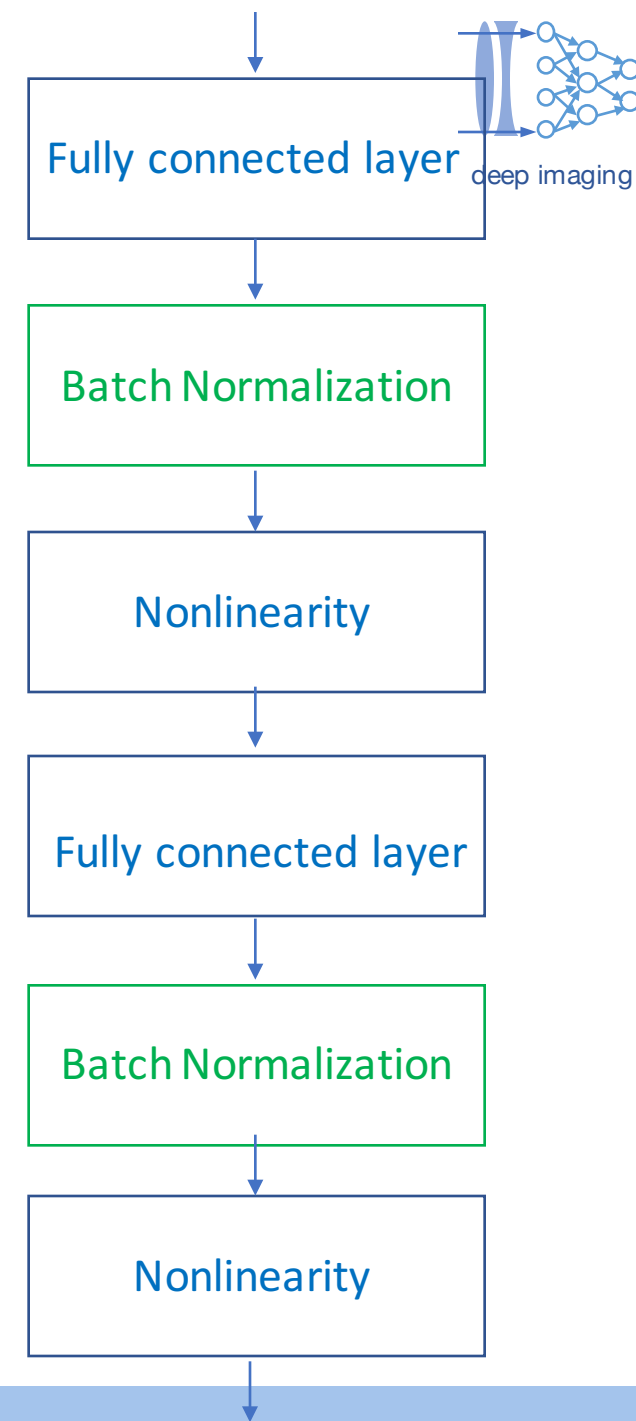 Fully connected layer
deep imaging
Batch Normalization
Nonlinearity
Fully connected layer
Batch Normalization
Nonlinearity